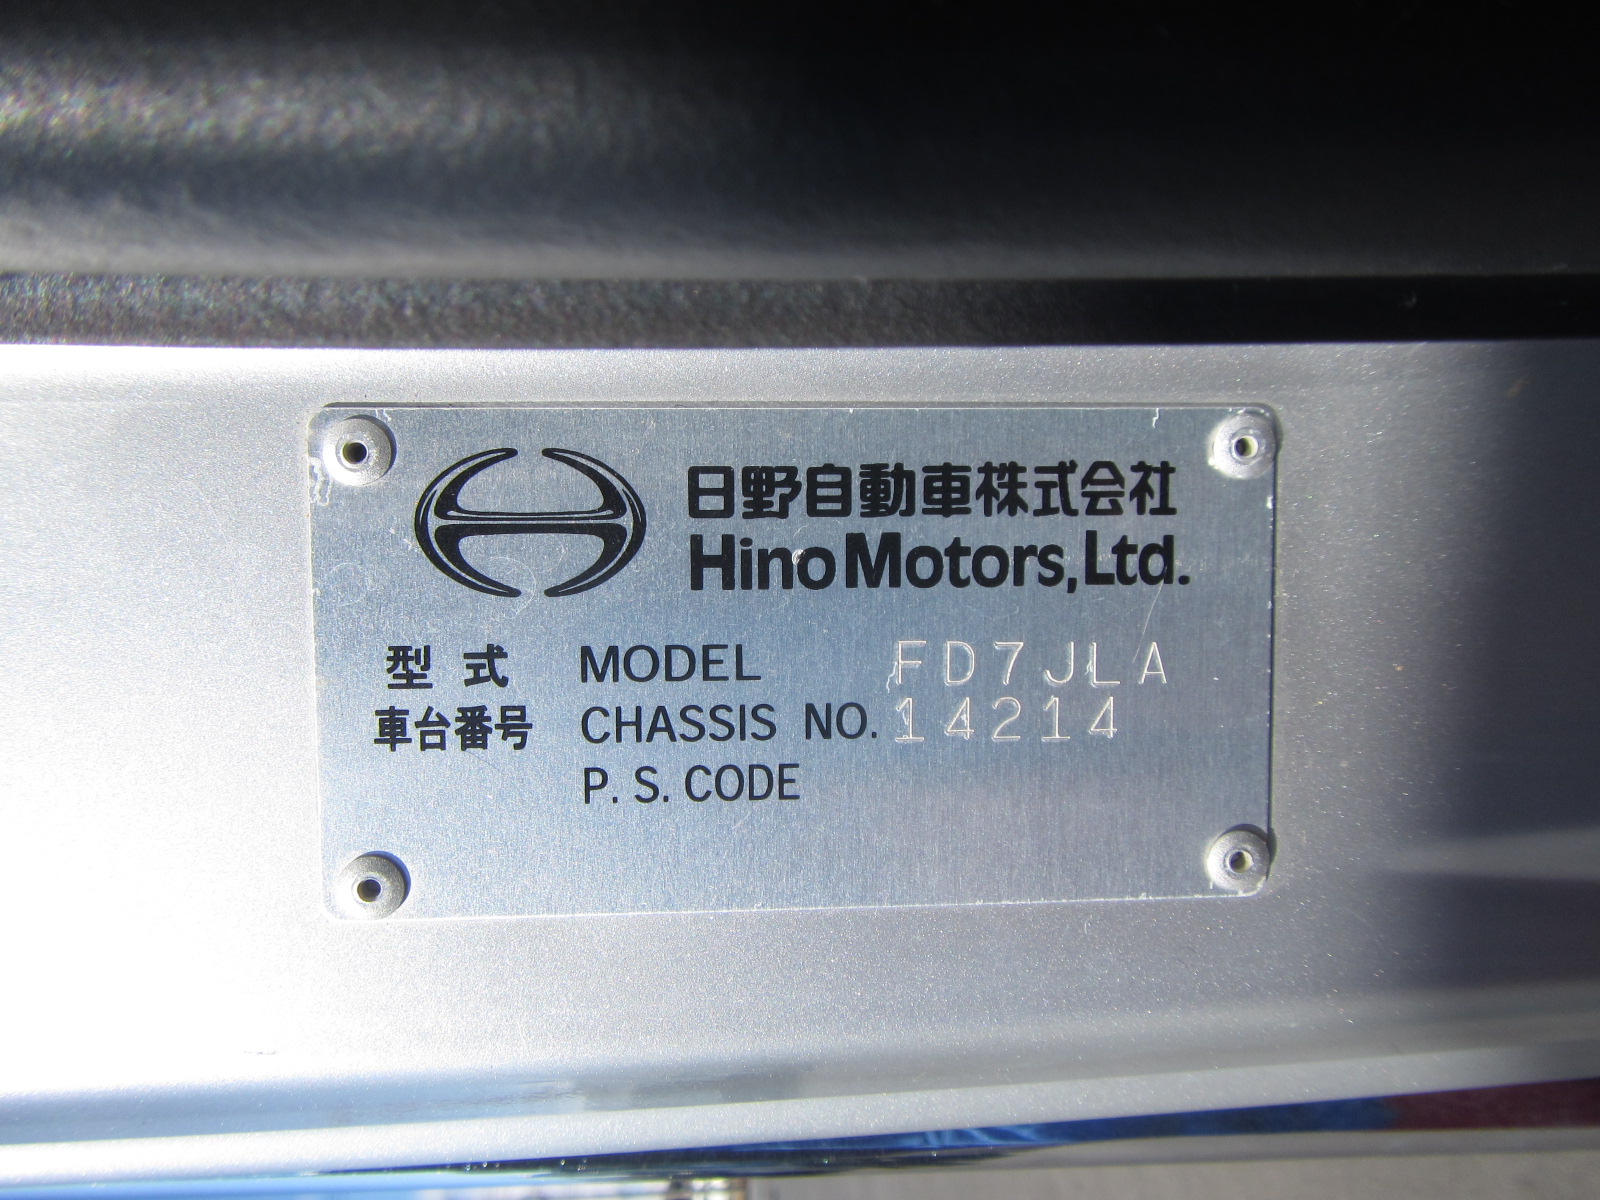 日野自動車株式会社
Hino Motors, Ltd.
型式 MODEL FD7JLA
車台番号 CHASSIS NO. 14214
P. S. CODE